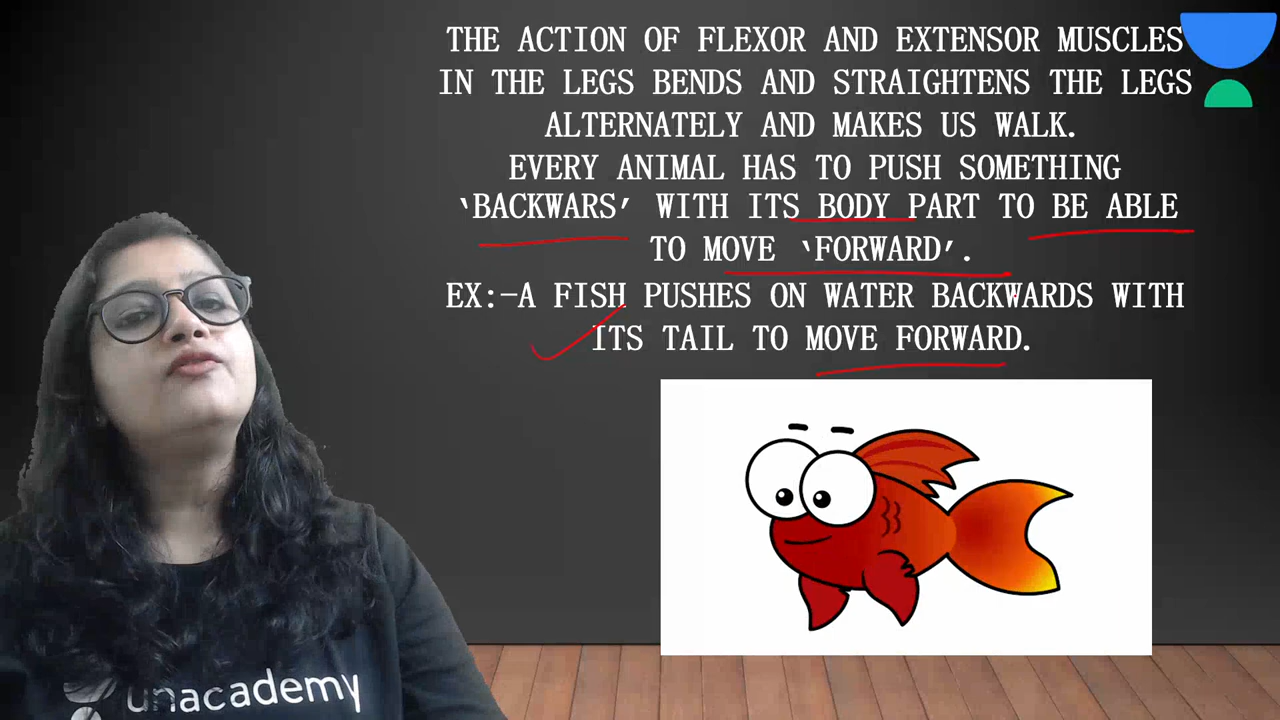 THE ACTION OF FLEXOR AND EXTENSOR MUSCLES
IN THE LEGS BENDS AND STRAIGHTENS THE LEGS
ALTERNATELY AND MAKES US WALK.
EVERY ANIMAL HAS TO PUSH SOMETHING
‘BACKWARS’ WITH ITS BODY PART TO BE ABLE
TO MOVE ‘FORWARD’.
EX:-A FISH PUSHES ON WATER BACKWARDS WITH
ITS TAIL TO MOVE FORWARD.
unacademy